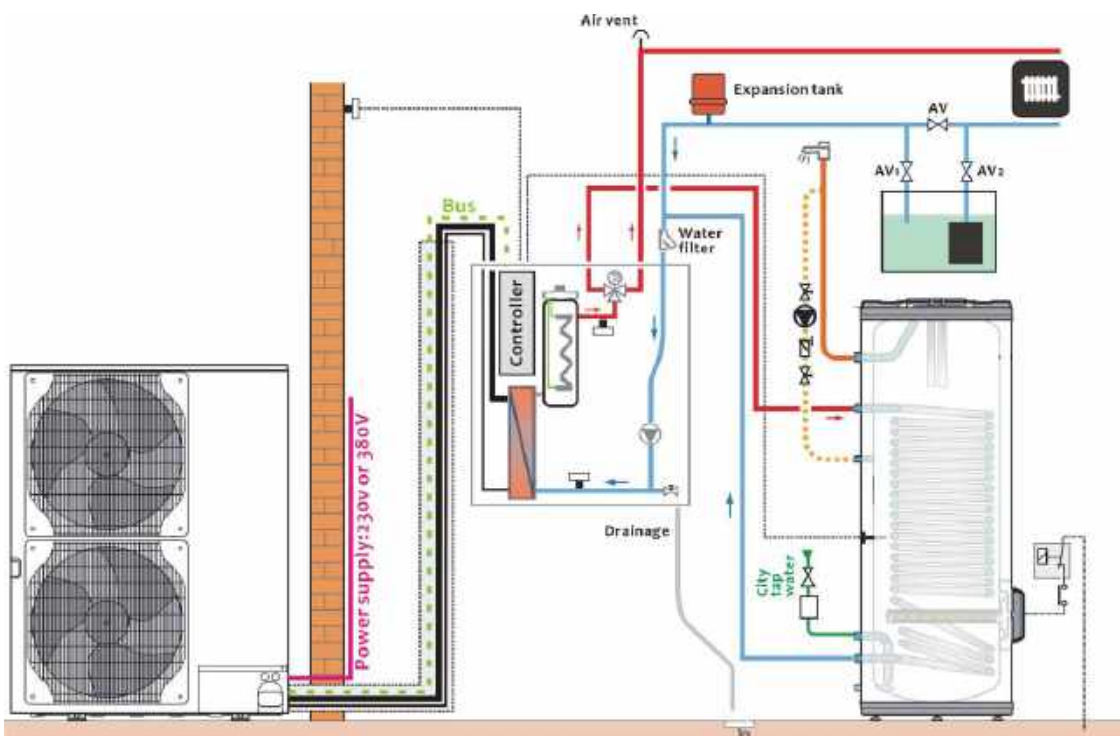 Air vent
Expansion tank
AV
AV1
AV2
Bus
Water
filter
Controller
Power supply:230v or 380V
Drainage
City
tap
water